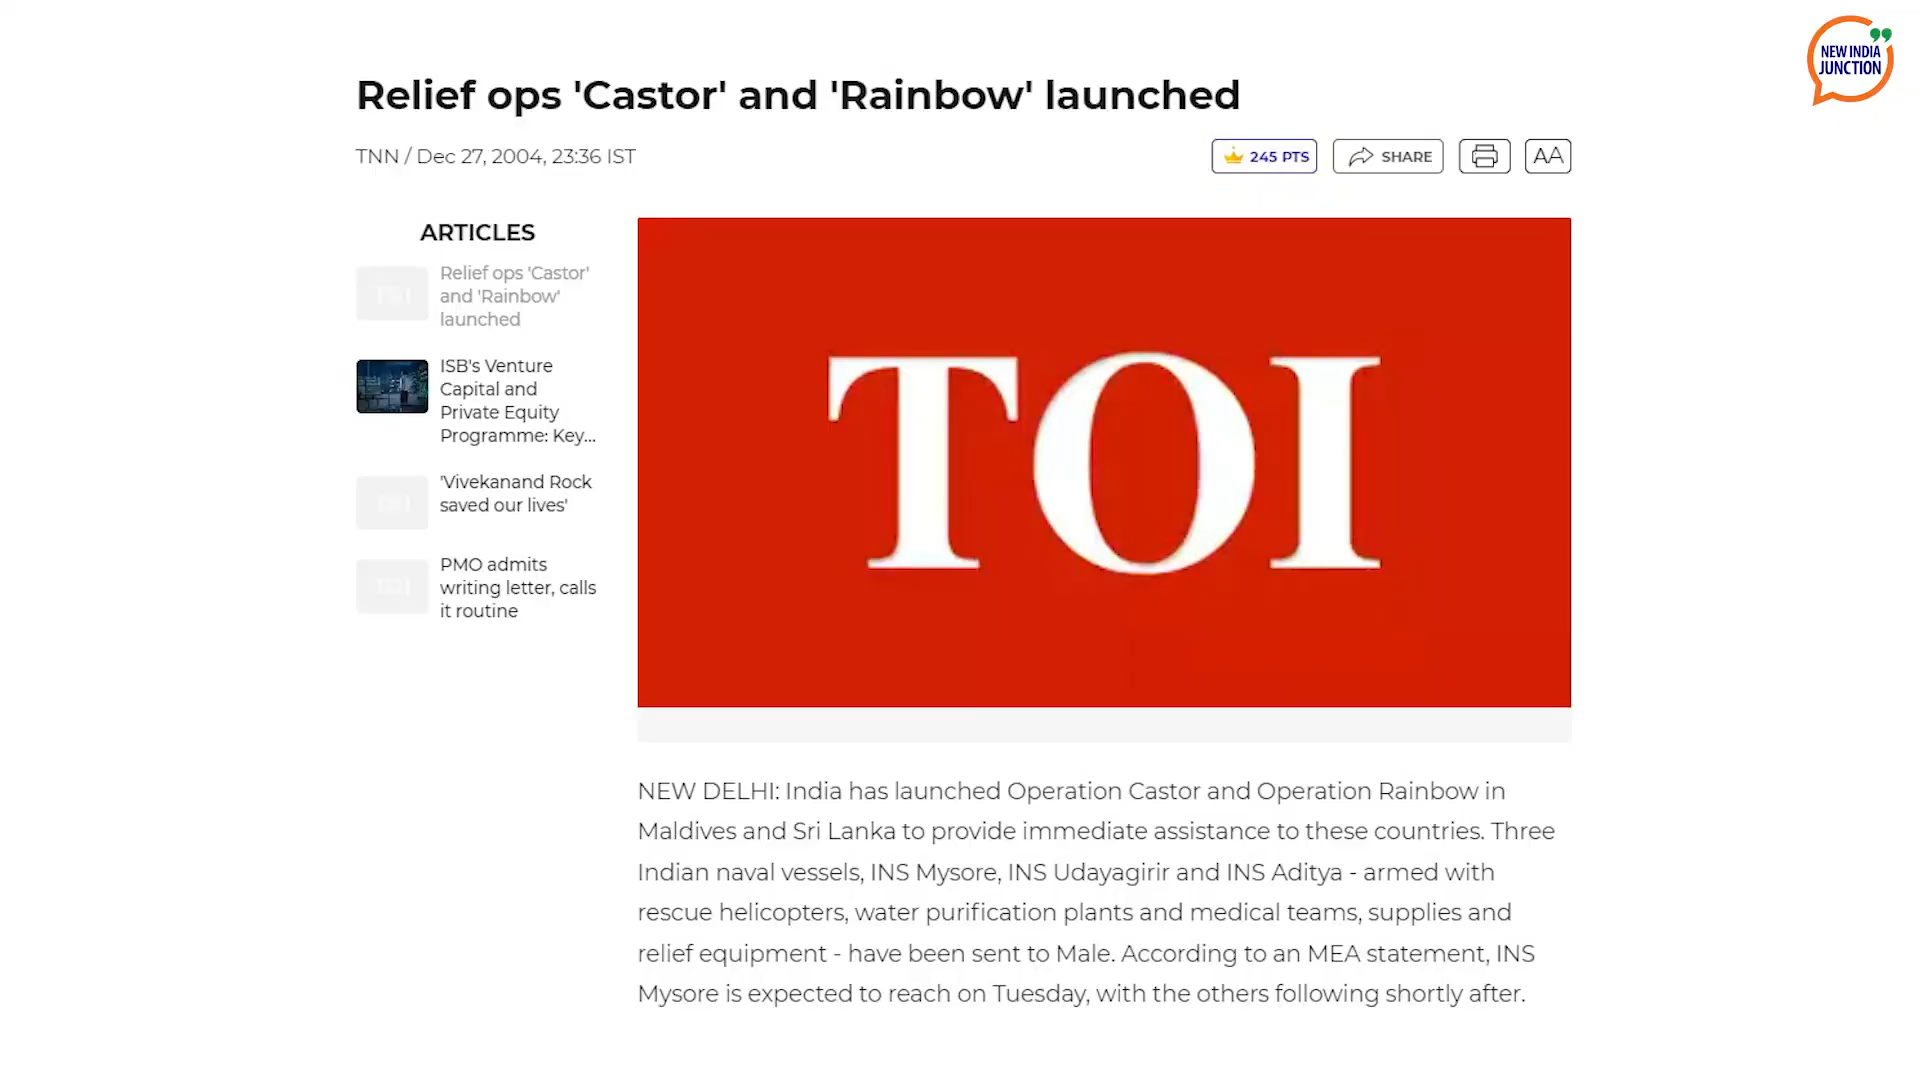 NEW INDIA
JUNCTION
Relief ops 'Castor' and 'Rainbow' launched
TNN / Dec 27, 2004, 23:36 IST
245 PTS
SHARE
AA
ARTICLES
Relief ops 'Castor'
and 'Rainbow'
launched
ISB's Venture
Capital and
Private Equity
Programme: Key...
'Vivekanand Rock
saved our lives'
PMO admits
writing letter, calls
it routine
TOI
NEW DELHI: India has launched Operation Castor and Operation Rainbow in
Maldives and Sri Lanka to provide immediate assistance to these countries. Three
Indian naval vessels, INS Mysore, INS Udayagirir and INS Aditya - armed with
rescue helicopters, water purification plants and medical teams, supplies and
relief equipment - have been sent to Male. According to an MEA statement, INS
Mysore is expected to reach on Tuesday, with the others following shortly after.